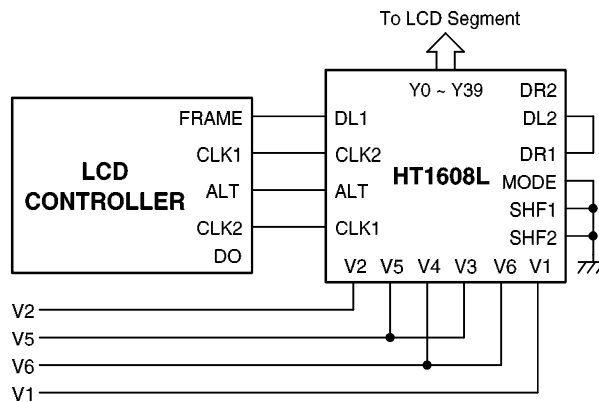 To LCD Segment
Y0 ~ Y39
DR2
FRAME
DL1
DL2
CLK1
CLK2
DR1
LCD
CONTROLLER
ALT
ALT
HT1608L
MODE
SHF1
CLK2
CLK1
SHF2
DO
V2 V5 V4 V3 V6 V1
V2
V5
V6
V1